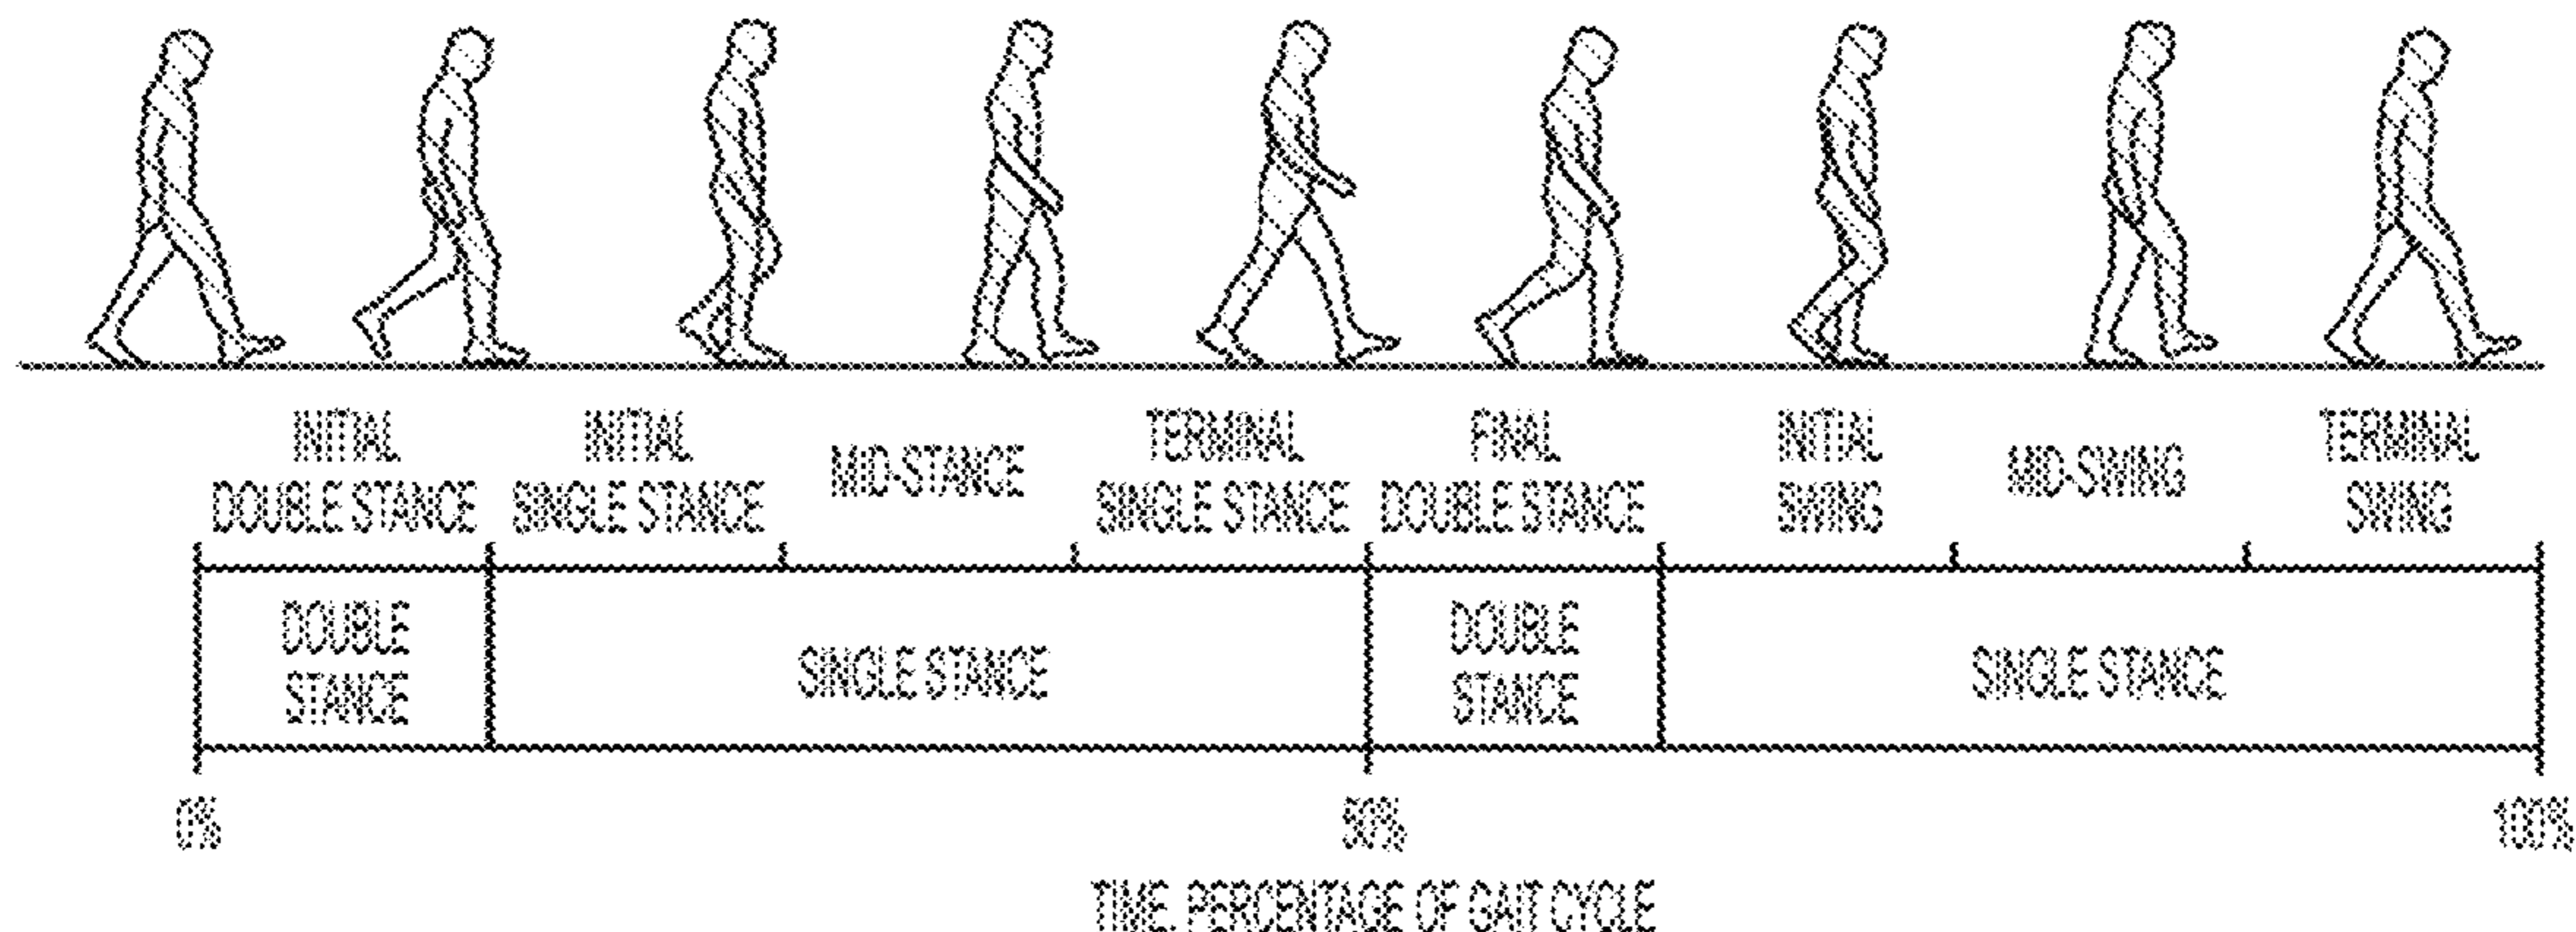 INITIAL
DOUBLE STANCE
INITIAL
SINGLE STANCE
MID-STANCE
TERMINAL
SINGLE STANCE
FINAL
DOUBLE STANCE
INITIAL
SWING
MID-SWING
TERMINAL
SWING
DOUBLE
STANCE
SINGLE STANCE
DOUBLE
STANCE
SINGLE STANCE
0%
50%
100%
TIME, PERCENTAGE OF GAIT CYCLE